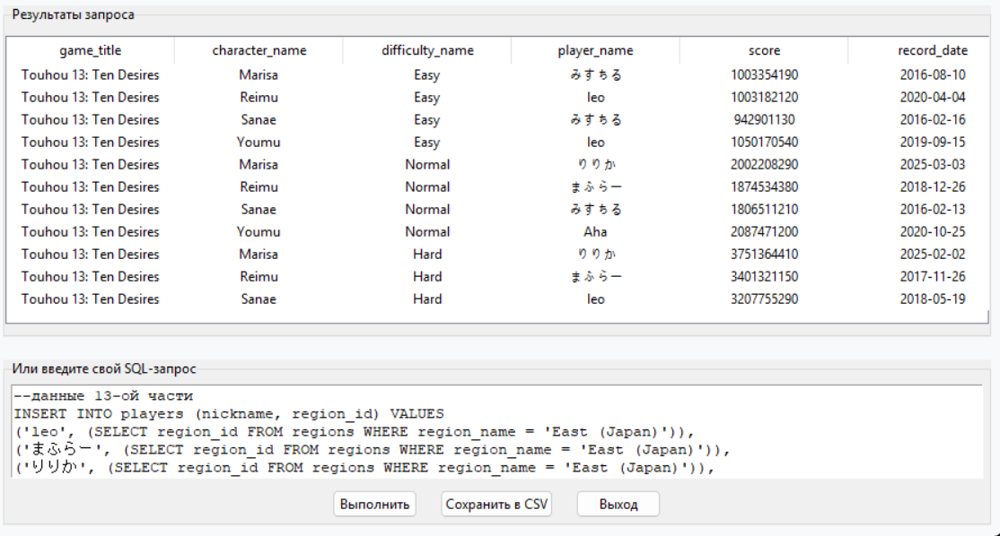 Результаты запроса
game_title character_name difficulty_name player_name score record_date
Touhou 13: Ten Desires Marisa Easy みすちる 1003354190 2016-08-10
Touhou 13: Ten Desires Reimu Easy leo 1003182120 2020-04-04
Touhou 13: Ten Desires Sanae Easy みすちる 942901130 2016-02-16
Touhou 13: Ten Desires Youmu Easy leo 1050170540 2019-09-15
Touhou 13: Ten Desires Marisa Normal りりか 2002208290 2025-03-03
Touhou 13: Ten Desires Reimu Normal まふらー 1874534380 2018-12-26
Touhou 13: Ten Desires Sanae Normal みすちる 1806511210 2016-02-13
Touhou 13: Ten Desires Youmu Normal Aha 2087471200 2020-10-25
Touhou 13: Ten Desires Marisa Hard りりか 3751364410 2025-02-02
Touhou 13: Ten Desires Reimu Hard まふらー 3401321150 2017-11-26
Touhou 13: Ten Desires Sanae Hard leo 3207755290 2018-05-19
Или введите свой SQL-запрос
--данные 13-ой части
INSERT INTO players (nickname, region_id) VALUES
('leo', (SELECT region_id FROM regions WHERE region_name = 'East (Japan)')),
('まふらー', (SELECT region_id FROM regions WHERE region_name = 'East (Japan)')),
('りりか', (SELECT region_id FROM regions WHERE region_name = 'East (Japan)')),
Выполнить Сохранить в CSV Выход